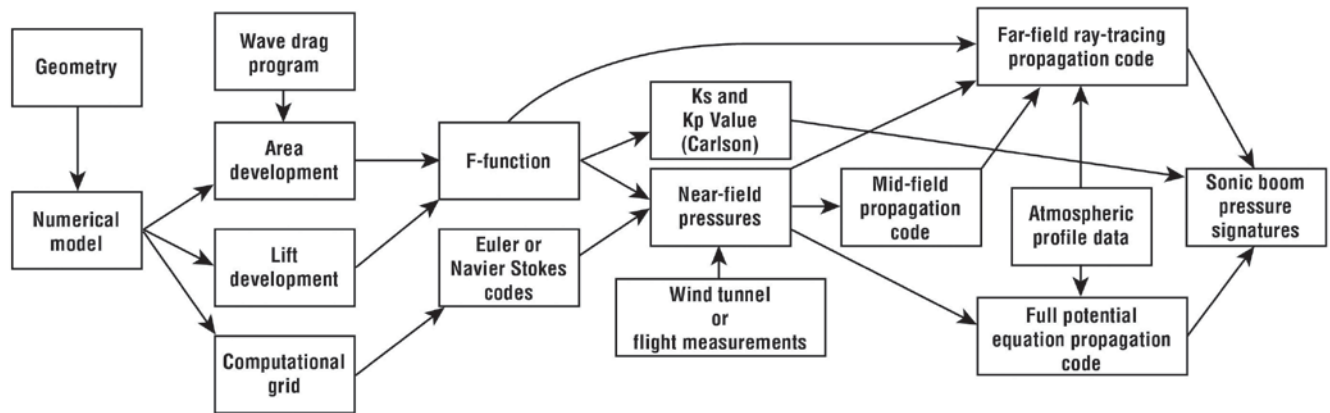 Geometry
Wave drag
program
Area
development
Numerical
model
Lift
development
Computational
grid
F-function
Euler or
Navier Stokes
codes
Ks and
Kp Value
(Carlson)
Near-field
pressures
Wind tunnel
or
flight measurements
Mid-field
propagation
code
Far-field ray-tracing
propagation code
Atmospheric
profile data
Full potential
equation propagation
code
Sonic boom
pressure
signatures